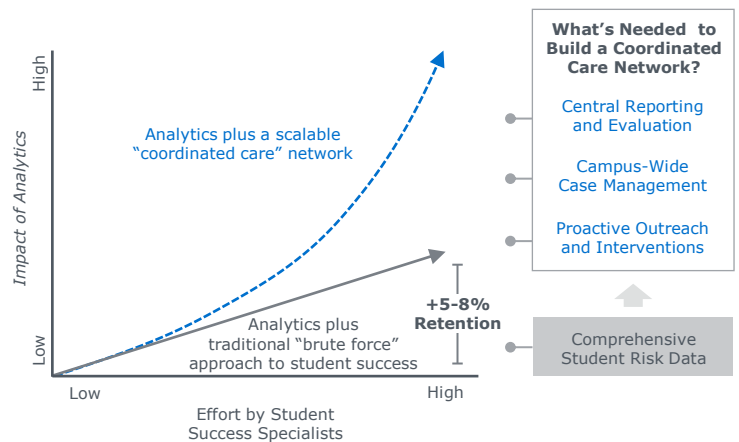 High
Impact of Analytics
Low
Analytics plus a scalable
“coordinated care” network
Analytics plus
traditional “brute force”
approach to student success
+5-8%
Retention
Low
High
Effort by Student
Success Specialists
What’s Needed to
Build a Coordinated
Care Network?
Central Reporting
and Evaluation
Campus-Wide
Case Management
Proactive Outreach
and Interventions
Comprehensive
Student Risk Data